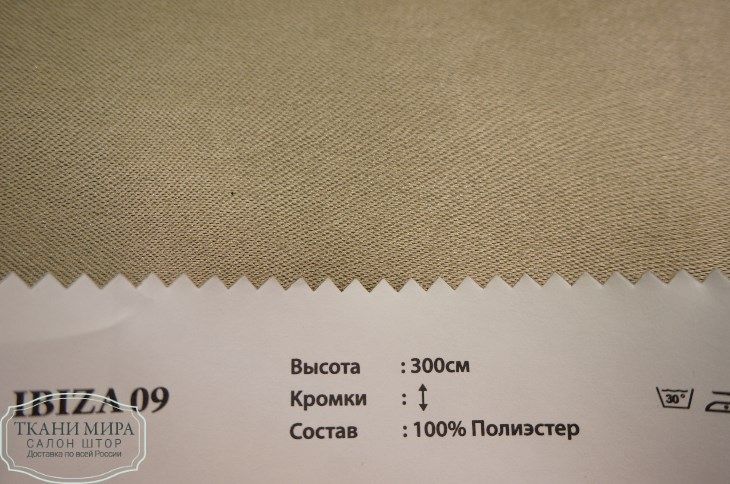 Высота : 300см
IBIZA 09
Кромки : ↕
Состав : 100% Полиэстер
30°
ТКАНИ МИРА
САЛОН ШТОР
Доставка по всей России